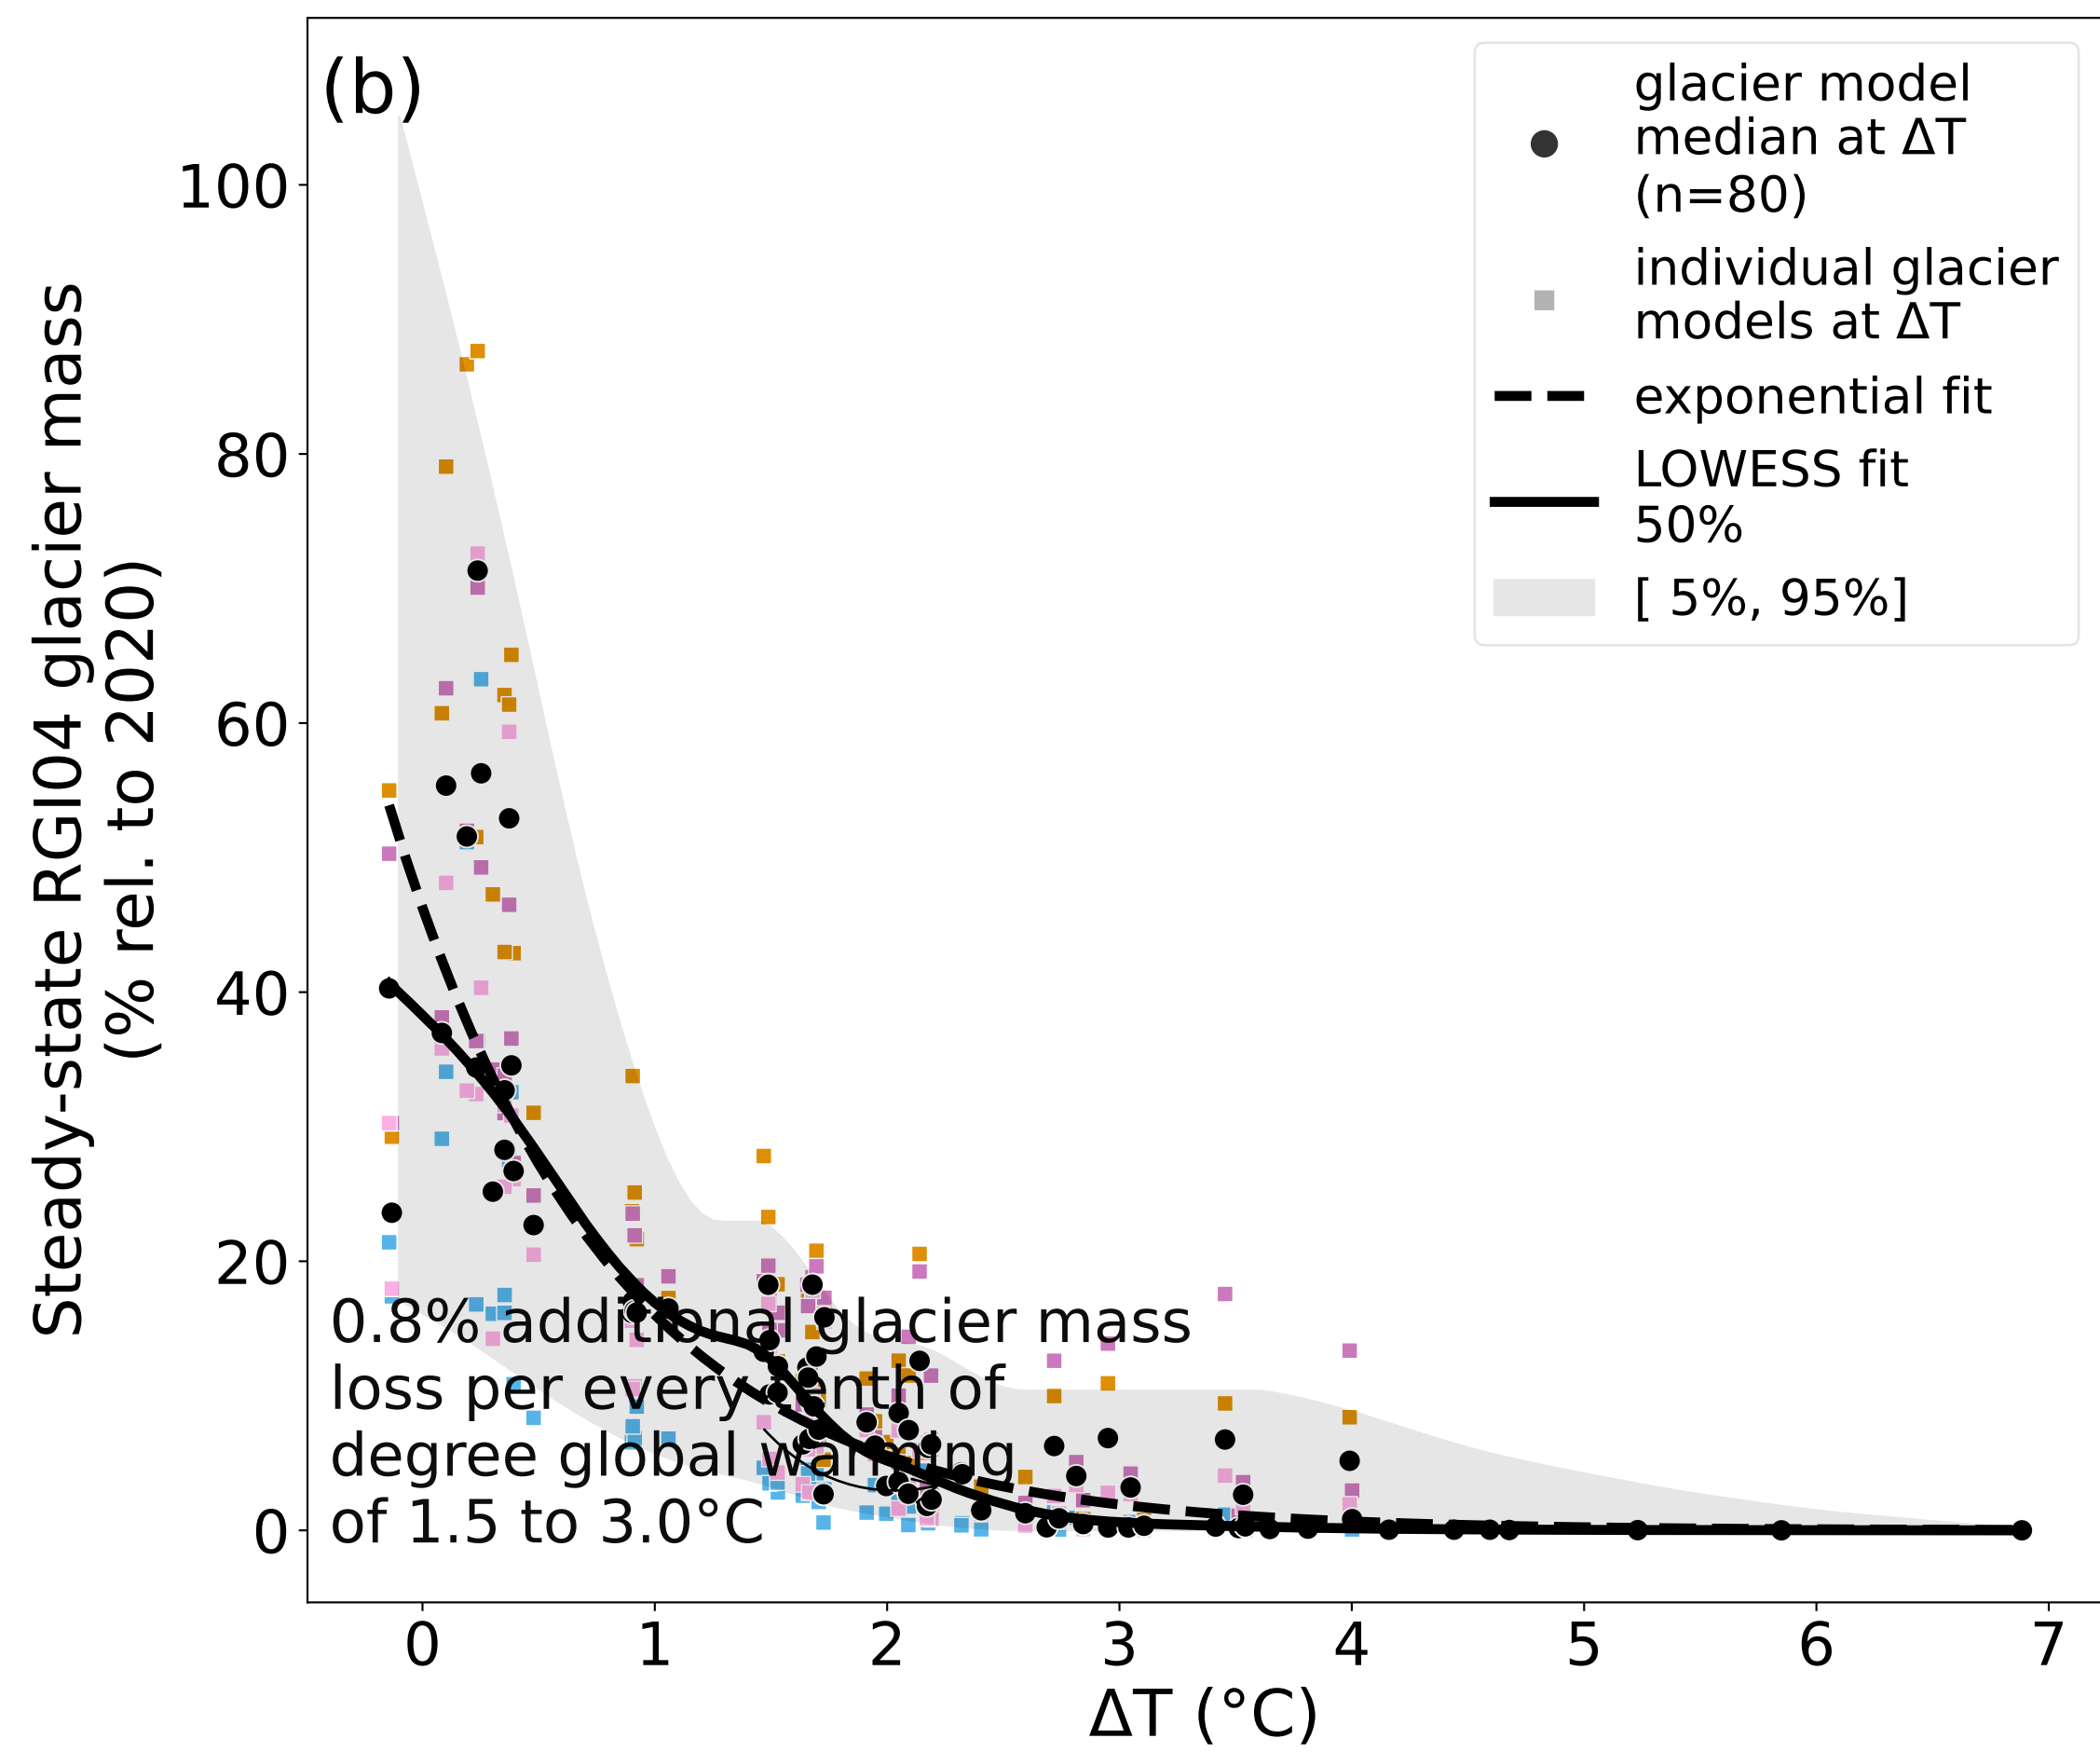 (b)
glacier model
median at ΔT
(n=80)
individual glacier
models at ΔT
exponential fit
LOWESS fit
50%
[ 5%, 95%]
Steady-state RGI04 glacier mass
(% rel. to 2020)
100
80
60
40
20
0
0.8% additional glacier mass
loss per every tenth of
degree global warming
of 1.5 to 3.0°C
0 1 2 3 4 5 6 7
ΔT (°C)